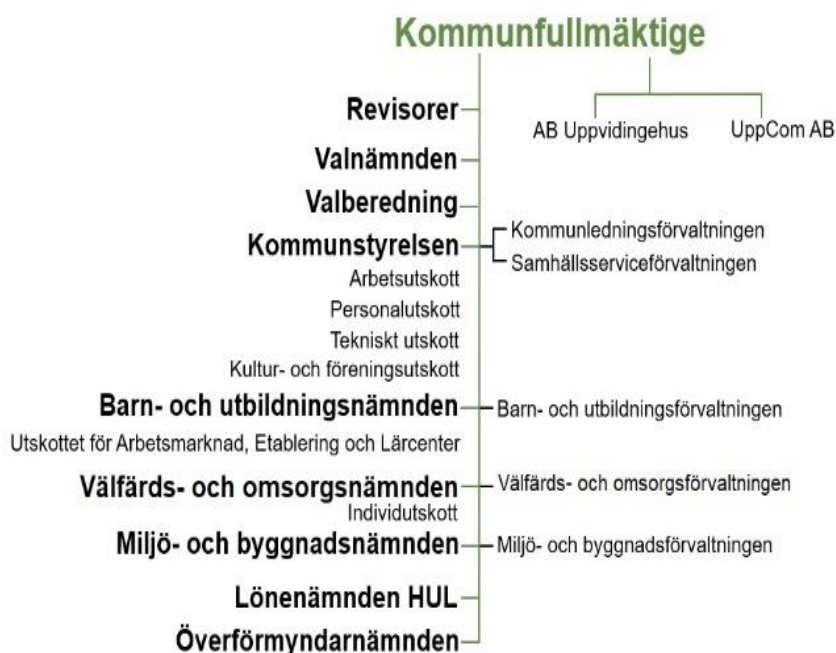 Kommunfullmäktige
AB Uppvidingehus
UppCom AB
Revisorer
Valnämnden
Valberedning
Kommunstyrelsen
Kommunledningsförvaltningen
Samhällsserviceförvaltningen
Arbetsutskott
Personalutskott
Tekniskt utskott
Kultur- och föreningsutskott
Barn- och utbildningsnämnden
Barn- och utbildningsförvaltningen
Utskottet för Arbetsmarknad, Etablering och Lärcenter
Välfärds- och omsorgsnämnden
Välfärds- och omsorgsförvaltningen
Individutskott
Miljö- och byggnadsnämnden
Miljö- och byggnadsförvaltningen
Lönenämnden HUL
Överförmyndarnämnden